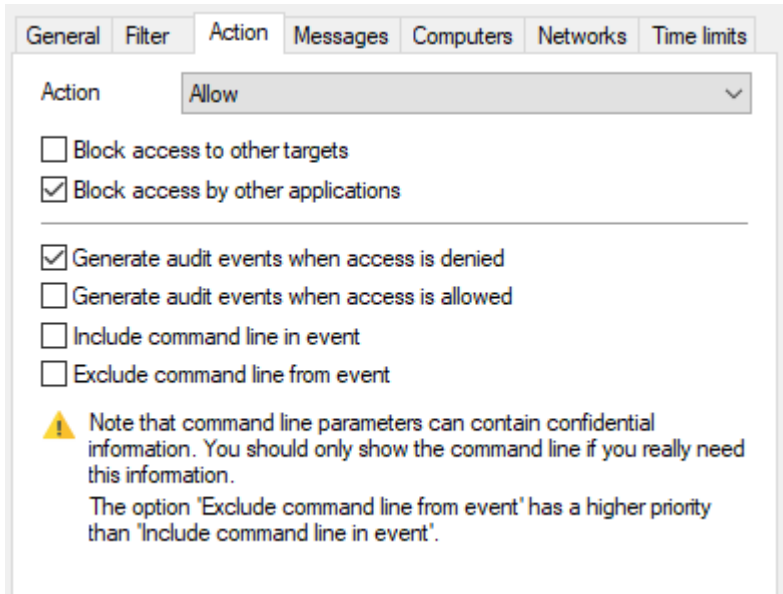 General Filter Action Messages Computers Networks Time limits
Action Allow
Block access to other targets
Block access by other applications
Generate audit events when access is denied
Generate audit events when access is allowed
Include command line in event
Exclude command line from event
Note that command line parameters can contain confidential
information. You should only show the command line if you really need
this information.
The option 'Exclude command line from event' has a higher priority
than 'Include command line in event'.